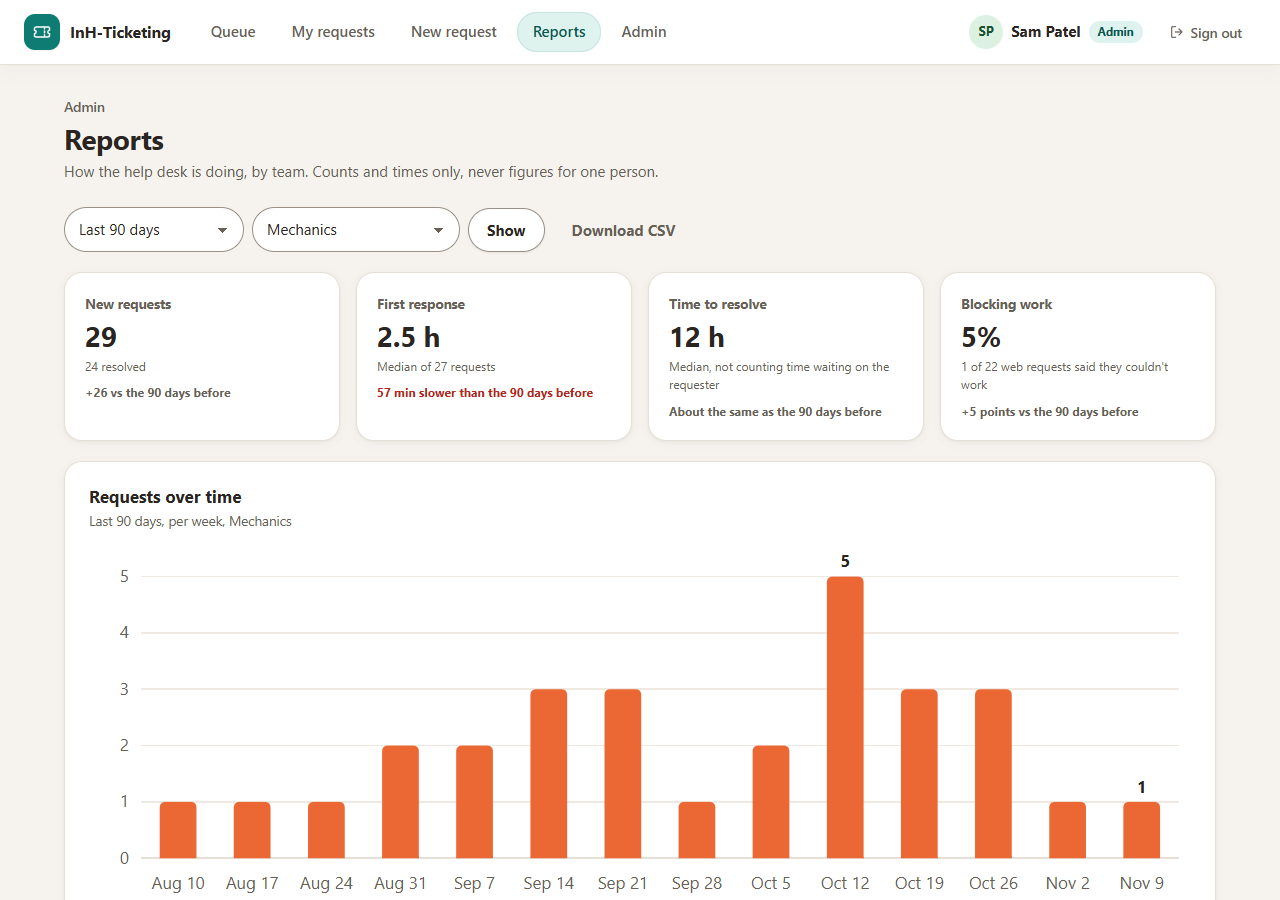 InH-Ticketing
Queue
My requests
New request
Reports
Admin
SP
Sam Patel
Admin
Sign out
Admin
Reports
How the help desk is doing, by team. Counts and times only, never figures for one person.
Last 90 days
Mechanics
Show
Download CSV
New requests
29
24 resolved
+26 vs the 90 days before
First response
2.5 h
Median of 27 requests
57 min slower than the 90 days before
Time to resolve
12 h
Median, not counting time waiting on the
requester
About the same as the 90 days before
Blocking work
5%
1 of 22 web requests said they couldn't
work
+5 points vs the 90 days before
Requests over time
Last 90 days, per week, Mechanics
5
4
3
2
1
0
5
1
Aug 10
Aug 17
Aug 24
Aug 31
Sep 7
Sep 14
Sep 21
Sep 28
Oct 5
Oct 12
Oct 19
Oct 26
Nov 2
Nov 9